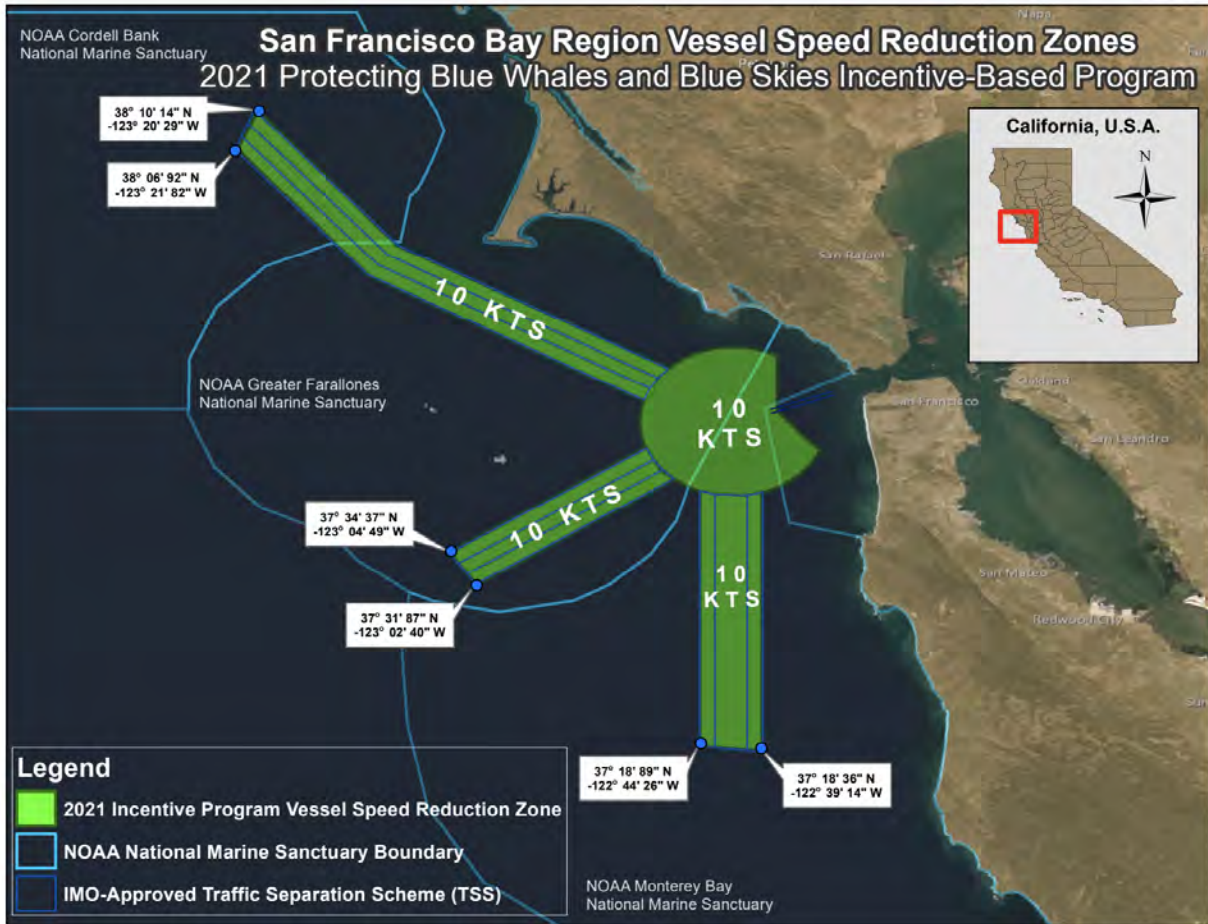 NOAA Cordell Bank
National Marine Sanctuary
San Francisco Bay Region Vessel Speed Reduction Zones
2021 Protecting Blue Whales and Blue Skies Incentive-Based Program
Napa
38° 10' 14" N
-123° 20' 29" W
38° 06' 92" N
-123° 21' 82" W
California, U.S.A.
N
San Rafael
10 KTS
NOAA Greater Farallones
National Marine Sanctuary
10
KTS
Oakland
San Francisco
San Leandro
10 KTS
37° 34' 37" N
-123° 04' 49" W
37° 31' 87" N
-123° 02' 40" W
10
KTS
San Mateo
Redwood City
37° 18' 89" N
-122° 44' 26" W
37° 18' 36" N
-122° 39' 14" W
Legend
2021 Incentive Program Vessel Speed Reduction Zone
NOAA National Marine Sanctuary Boundary
IMO-Approved Traffic Separation Scheme (TSS)
NOAA Monterey Bay
National Marine Sanctuary